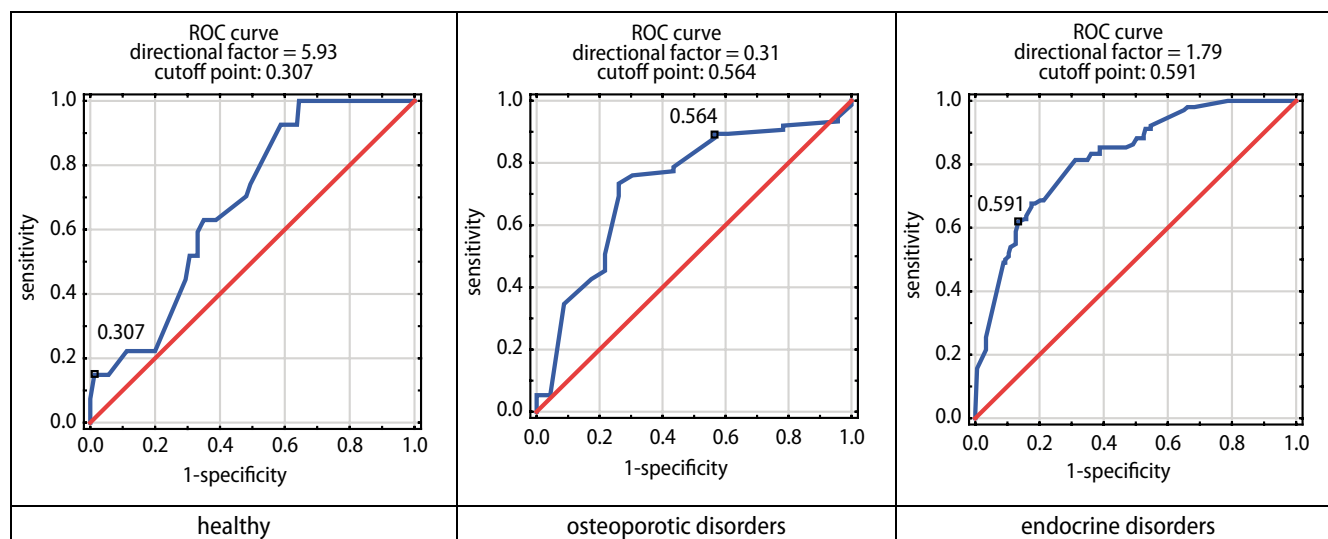 ROC curve
directional factor = 5.93
cutoff point: 0.307
1.0
0.8
0.6
0.4
0.2
0.0
sensitivity
0.307
0.0 0.2 0.4 0.6 0.8 1.0
1-specificity
healthy
ROC curve
directional factor = 0.31
cutoff point: 0.564
1.0
0.8
0.6
0.4
0.2
0.0
sensitivity
0.564
0.0 0.2 0.4 0.6 0.8 1.0
1-specificity
osteoporotic disorders
ROC curve
directional factor = 1.79
cutoff point: 0.591
1.0
0.8
0.6
0.4
0.2
0.0
sensitivity
0.591
0.0 0.2 0.4 0.6 0.8 1.0
1-specificity
endocrine disorders